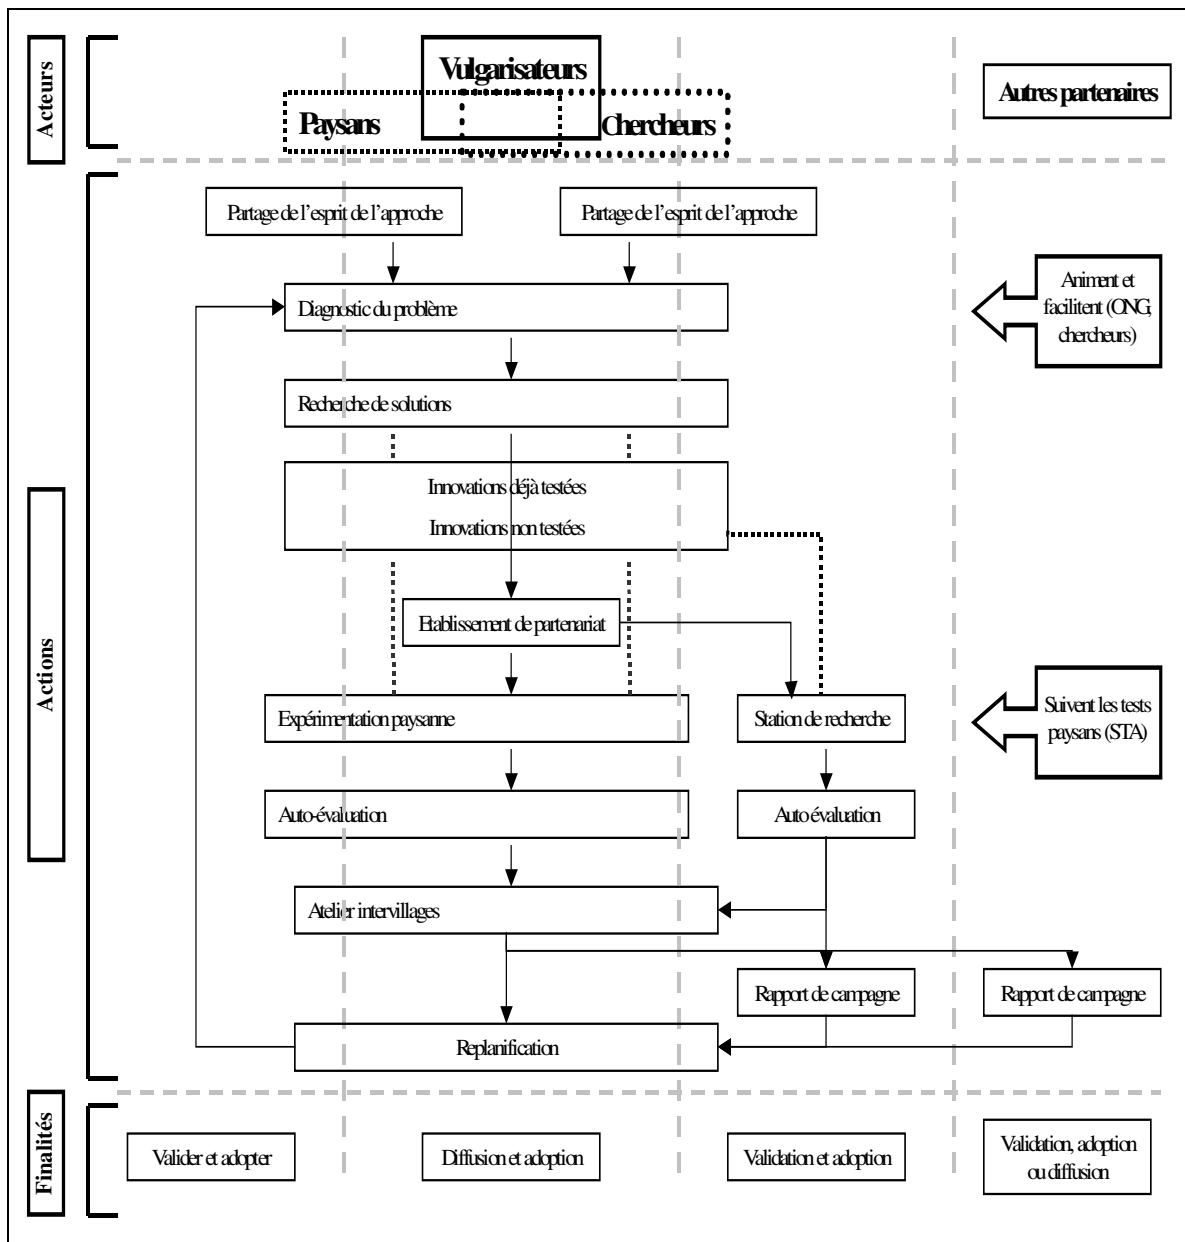 Acteurs
Vulgarisateurs
Paysans
Chercheurs
Autres partenaires
Actions
Partage de l'esprit de l'approche
Partage de l'esprit de l'approche
Diagnostic du problème
Animent et
facilitent (ONG,
chercheurs)
Recherche de solutions
Innovations déjà testées
Innovations non testées
Etablissement de partenariat
Expérimentation paysanne
Station de recherche
Suivent les tests
paysans (STA)
Auto-évaluation
Auto évaluation
Atelier intervillages
Rapport de campagne
Rapport de campagne
Replanification
Finalités
Valider et adopter
Diffusion et adoption
Validation et adoption
Validation, adoption
ou diffusion